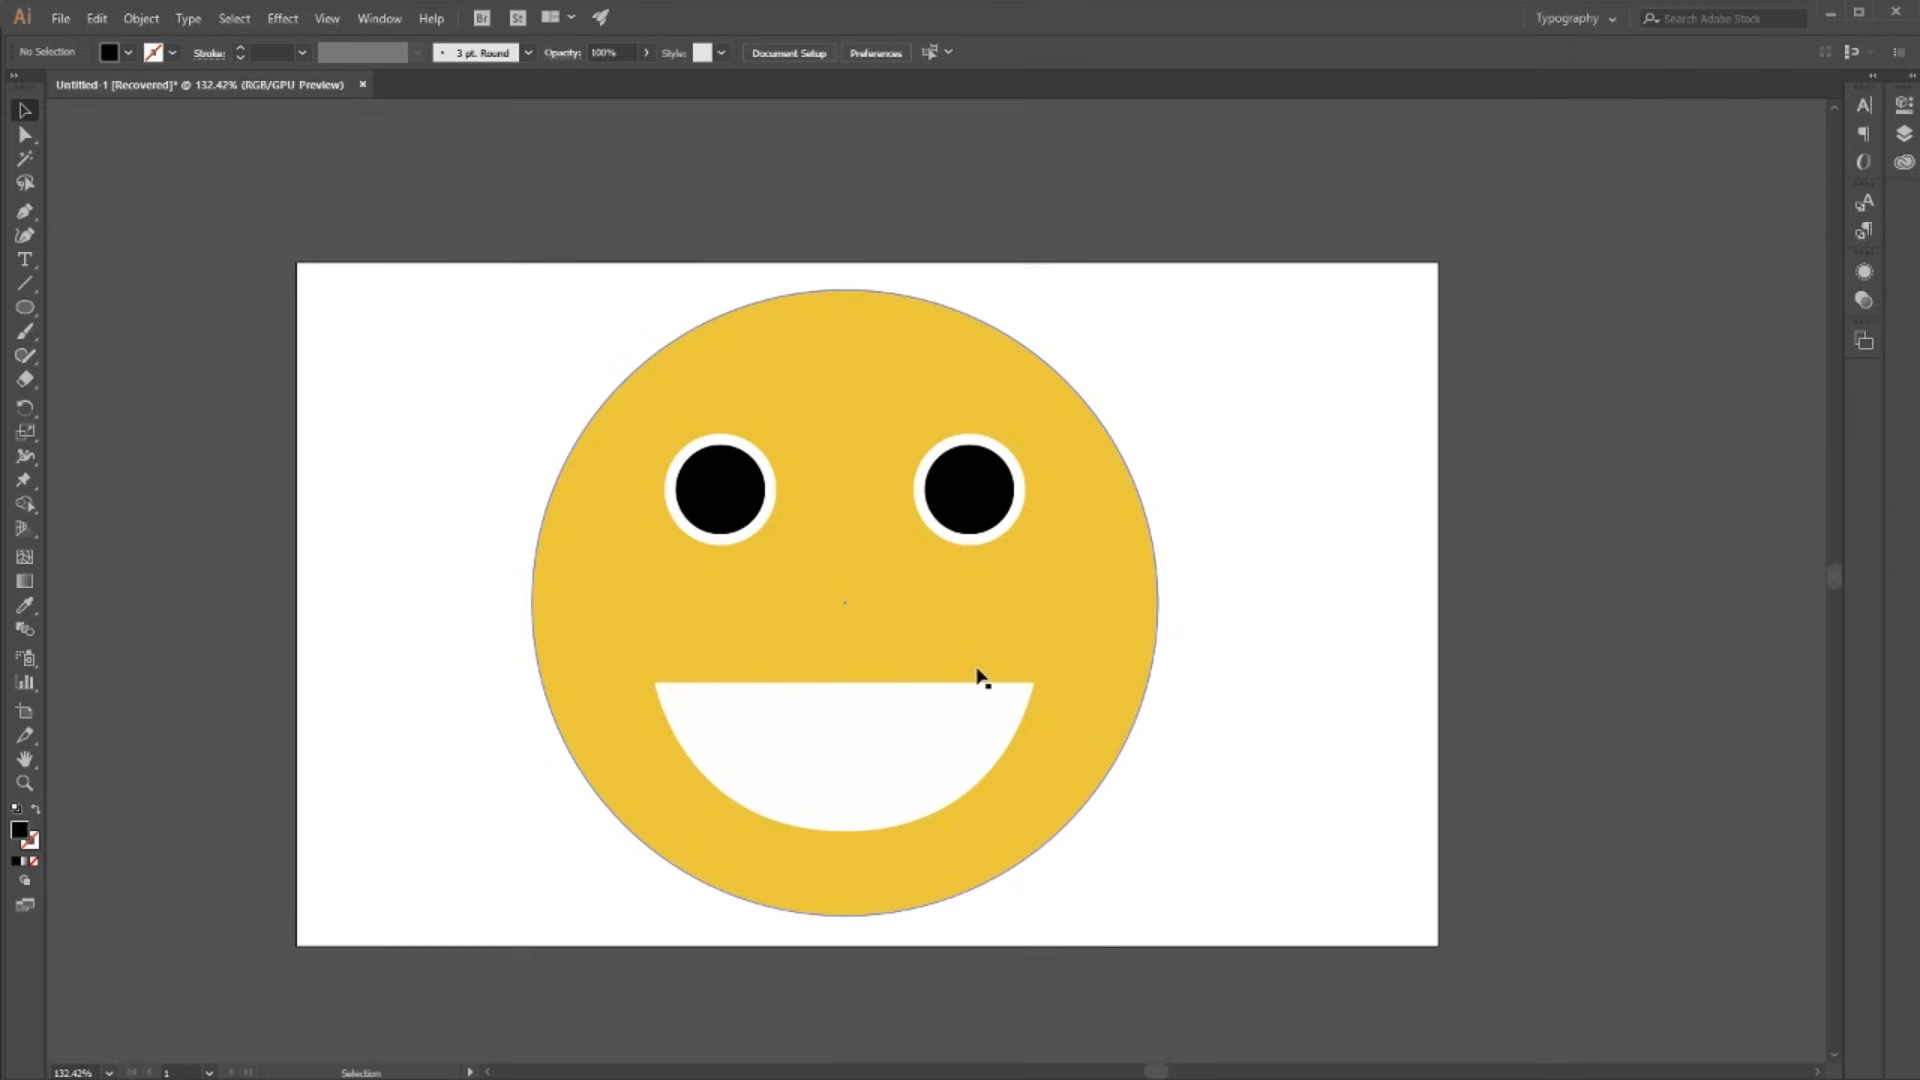 Ai File Edit Object Type Select Effect View Window Help Br St Typography Search Adobe Stock
No Selection Stroke: 3 pt. Round Opacity: 100% Style: Document Setup Preferences
Untitled-1 [Recovered]* @ 132.42% (RGB/GPU Preview) ×
132.42% 1 Selection